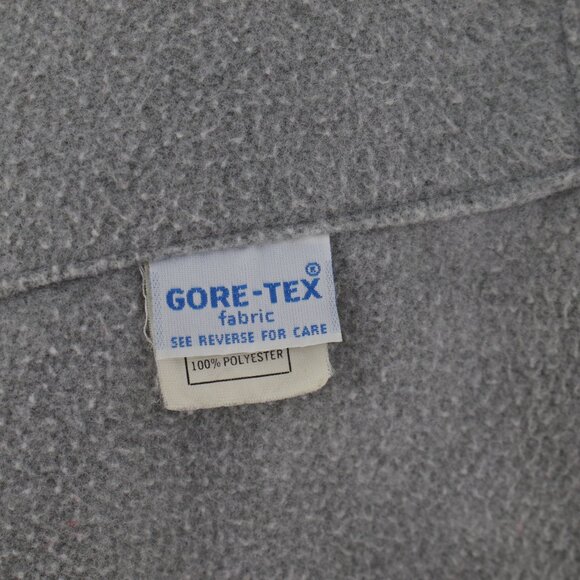 GORE-TEX®
fabric
SEE REVERSE FOR CARE
100% POLYESTER